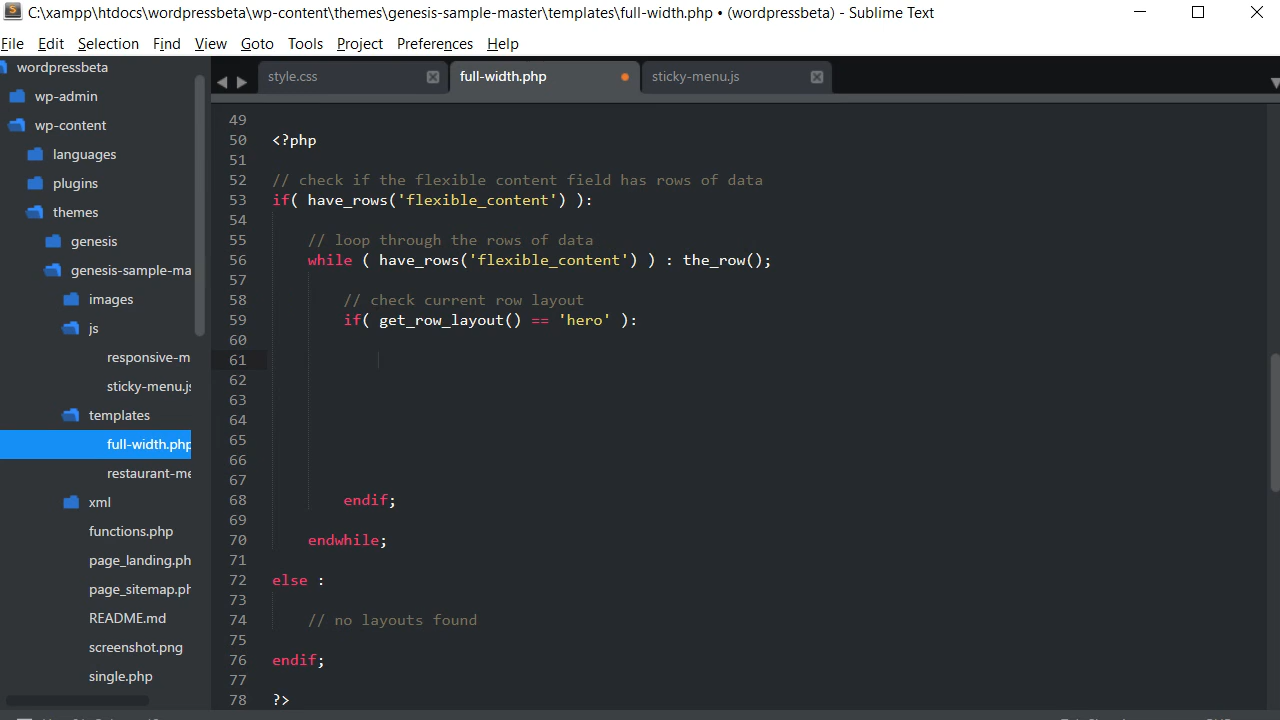 C:\xampp\htdocs\wordpressbeta\wp-content\themes\genesis-sample-master\templates\full-width.php • (wordpressbeta) - Sublime Text
File Edit Selection Find View Goto Tools Project Preferences Help
wordpressbeta
wp-admin
wp-content
languages
plugins
themes
genesis
genesis-sample-ma
images
js
responsive-m
sticky-menu.js
templates
full-width.php
restaurant-me
xml
functions.php
page_landing.ph
page_sitemap.ph
README.md
screenshot.png
single.php
style.css
full-width.php
sticky-menu.js
49
50 <?php
51
52 // check if the flexible content field has rows of data
53 if( have_rows('flexible_content') ):
54
55 // loop through the rows of data
56 while ( have_rows('flexible_content') ) : the_row();
57
58 // check current row layout
59 if( get_row_layout() == 'hero' ):
60
61
62
63
64
65
66
67
68 endif;
69
70 endwhile;
71
72 else :
73
74 // no layouts found
75
76 endif;
77
78 ?>